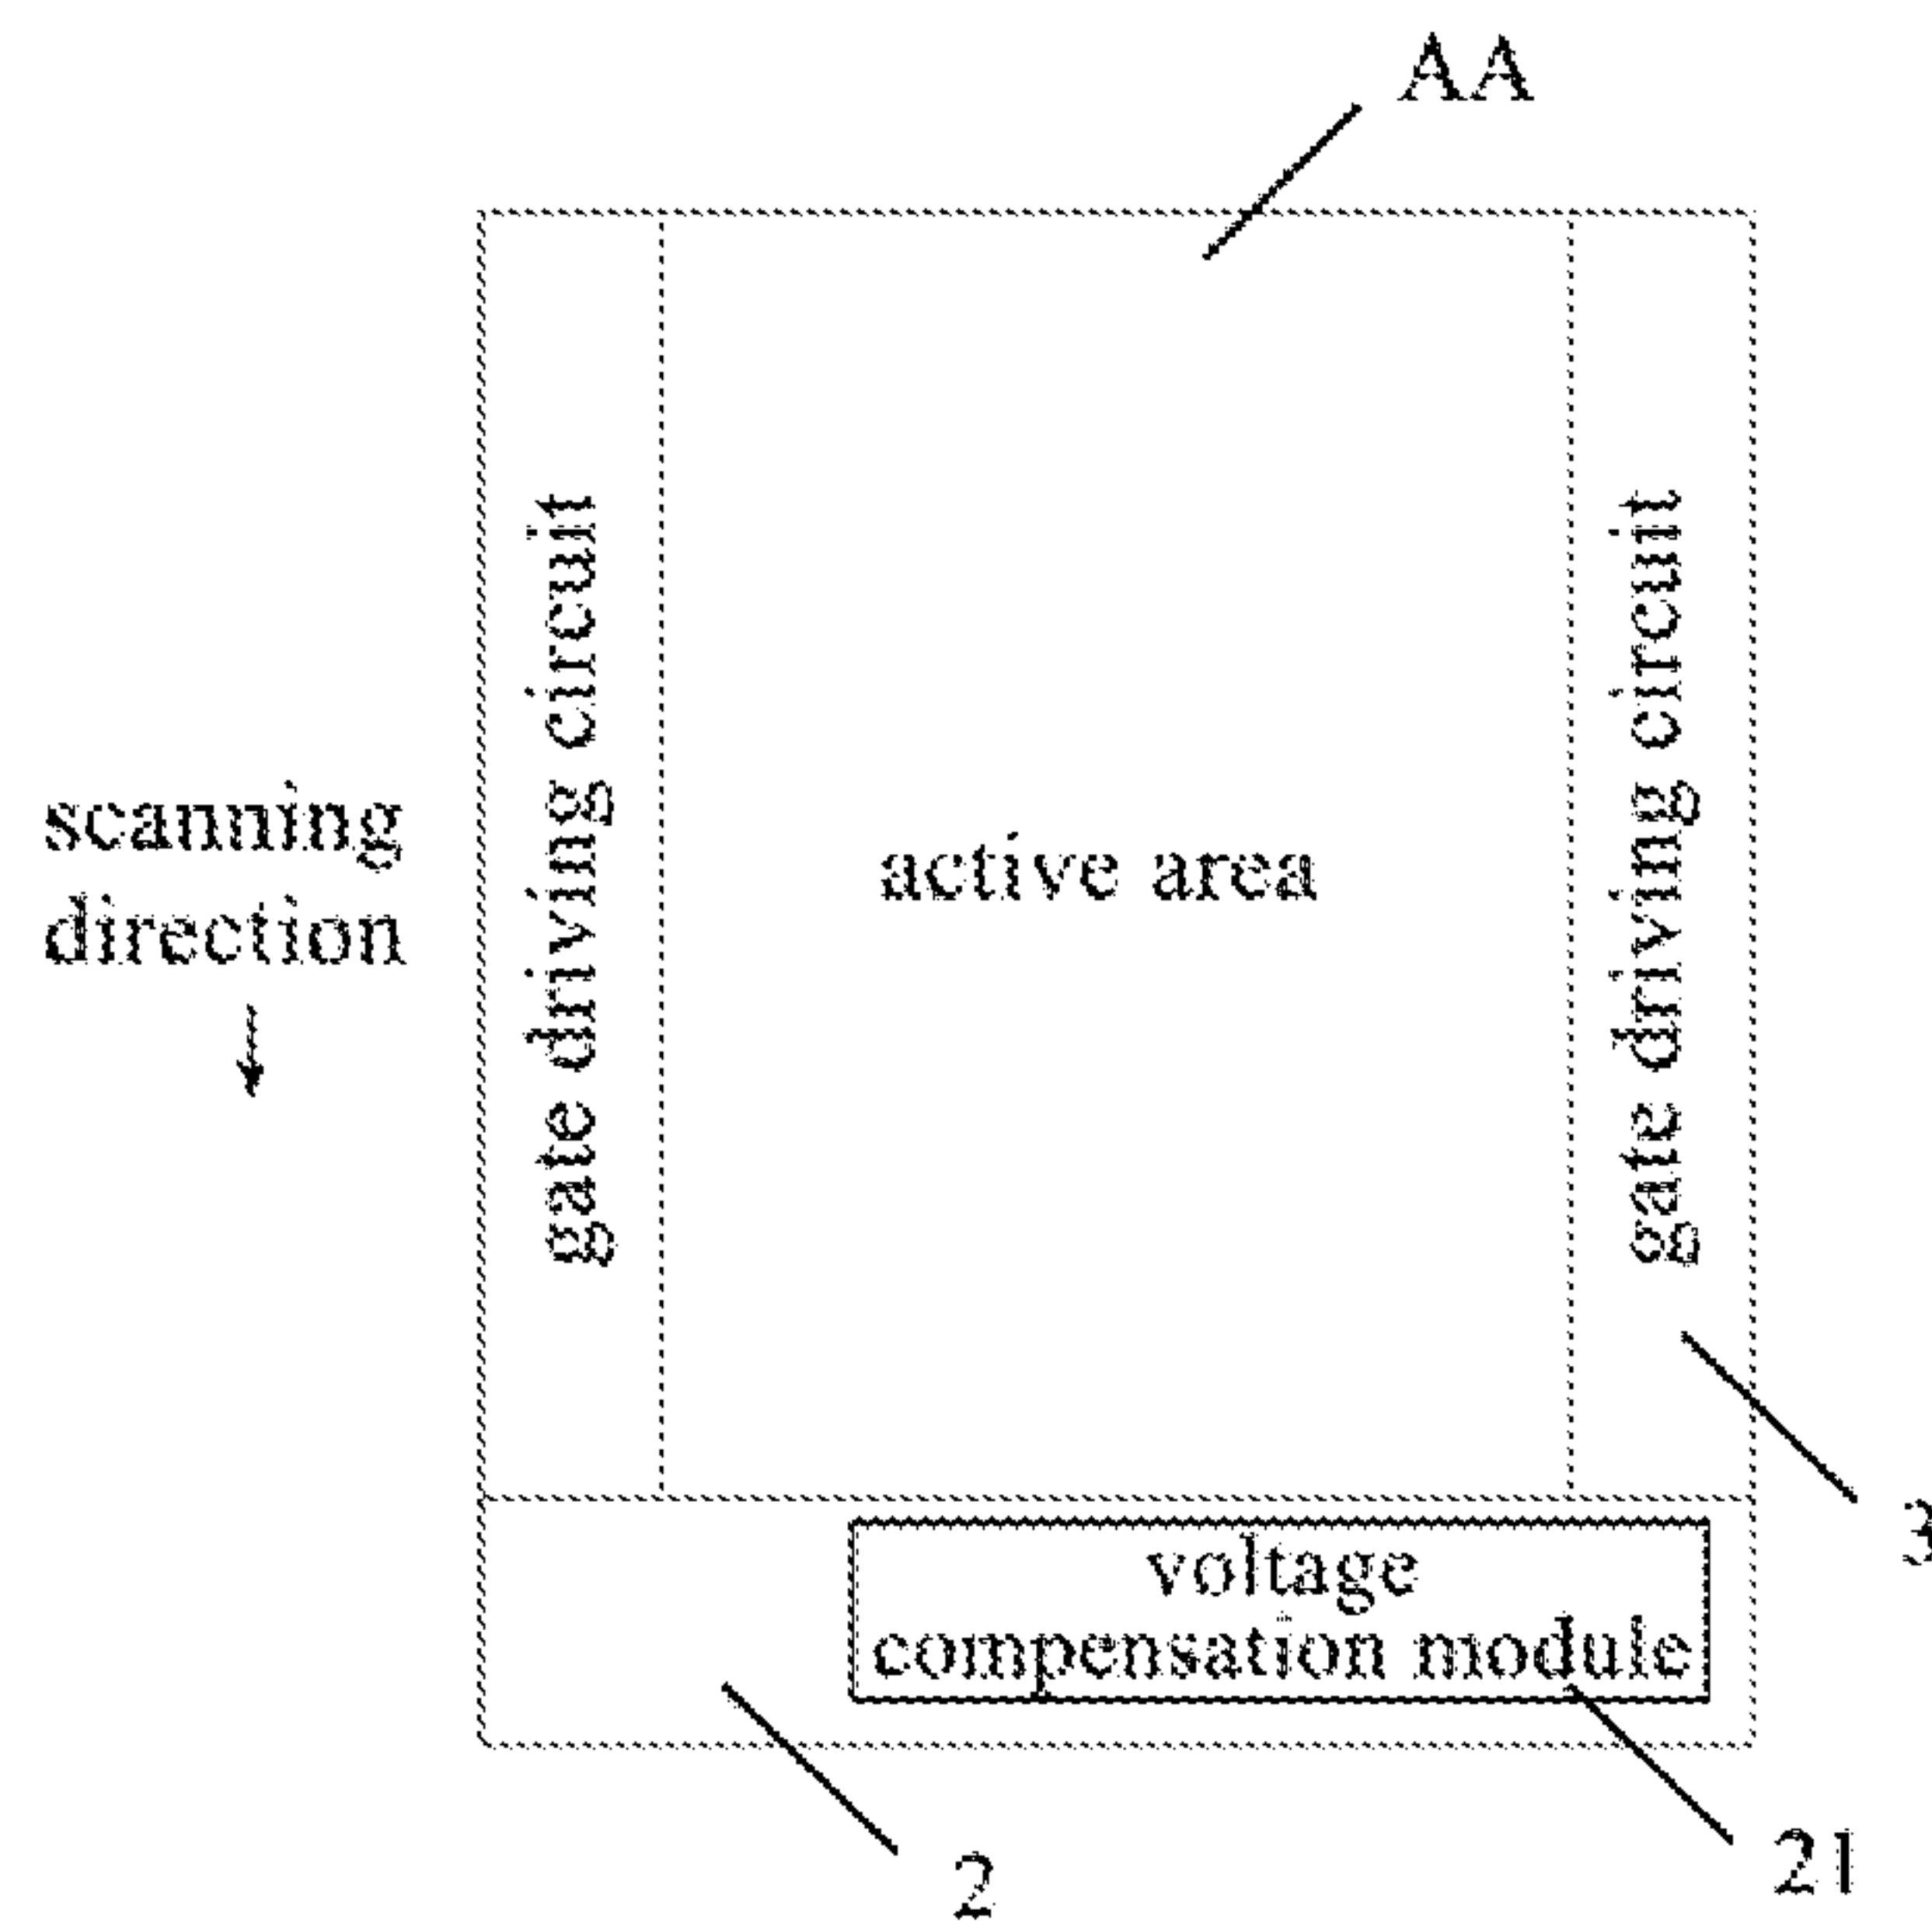 AA
scanning
direction
gate driving circuit
active area
gate driving circuit
3
voltage
compensation module
2
21